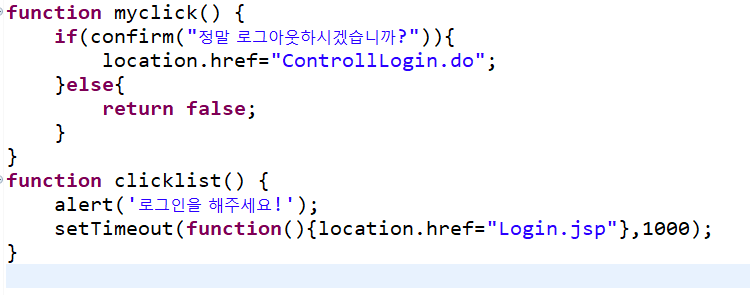 function myclick() {
    if(confirm("정말 로그아웃하시겠습니까?")){
        location.href="ControllLogin.do";
    }else{
        return false;
    }
}
function clicklist() {
    alert('로그인을 해주세요!');
    setTimeout(function(){location.href="Login.jsp"},1000);
}